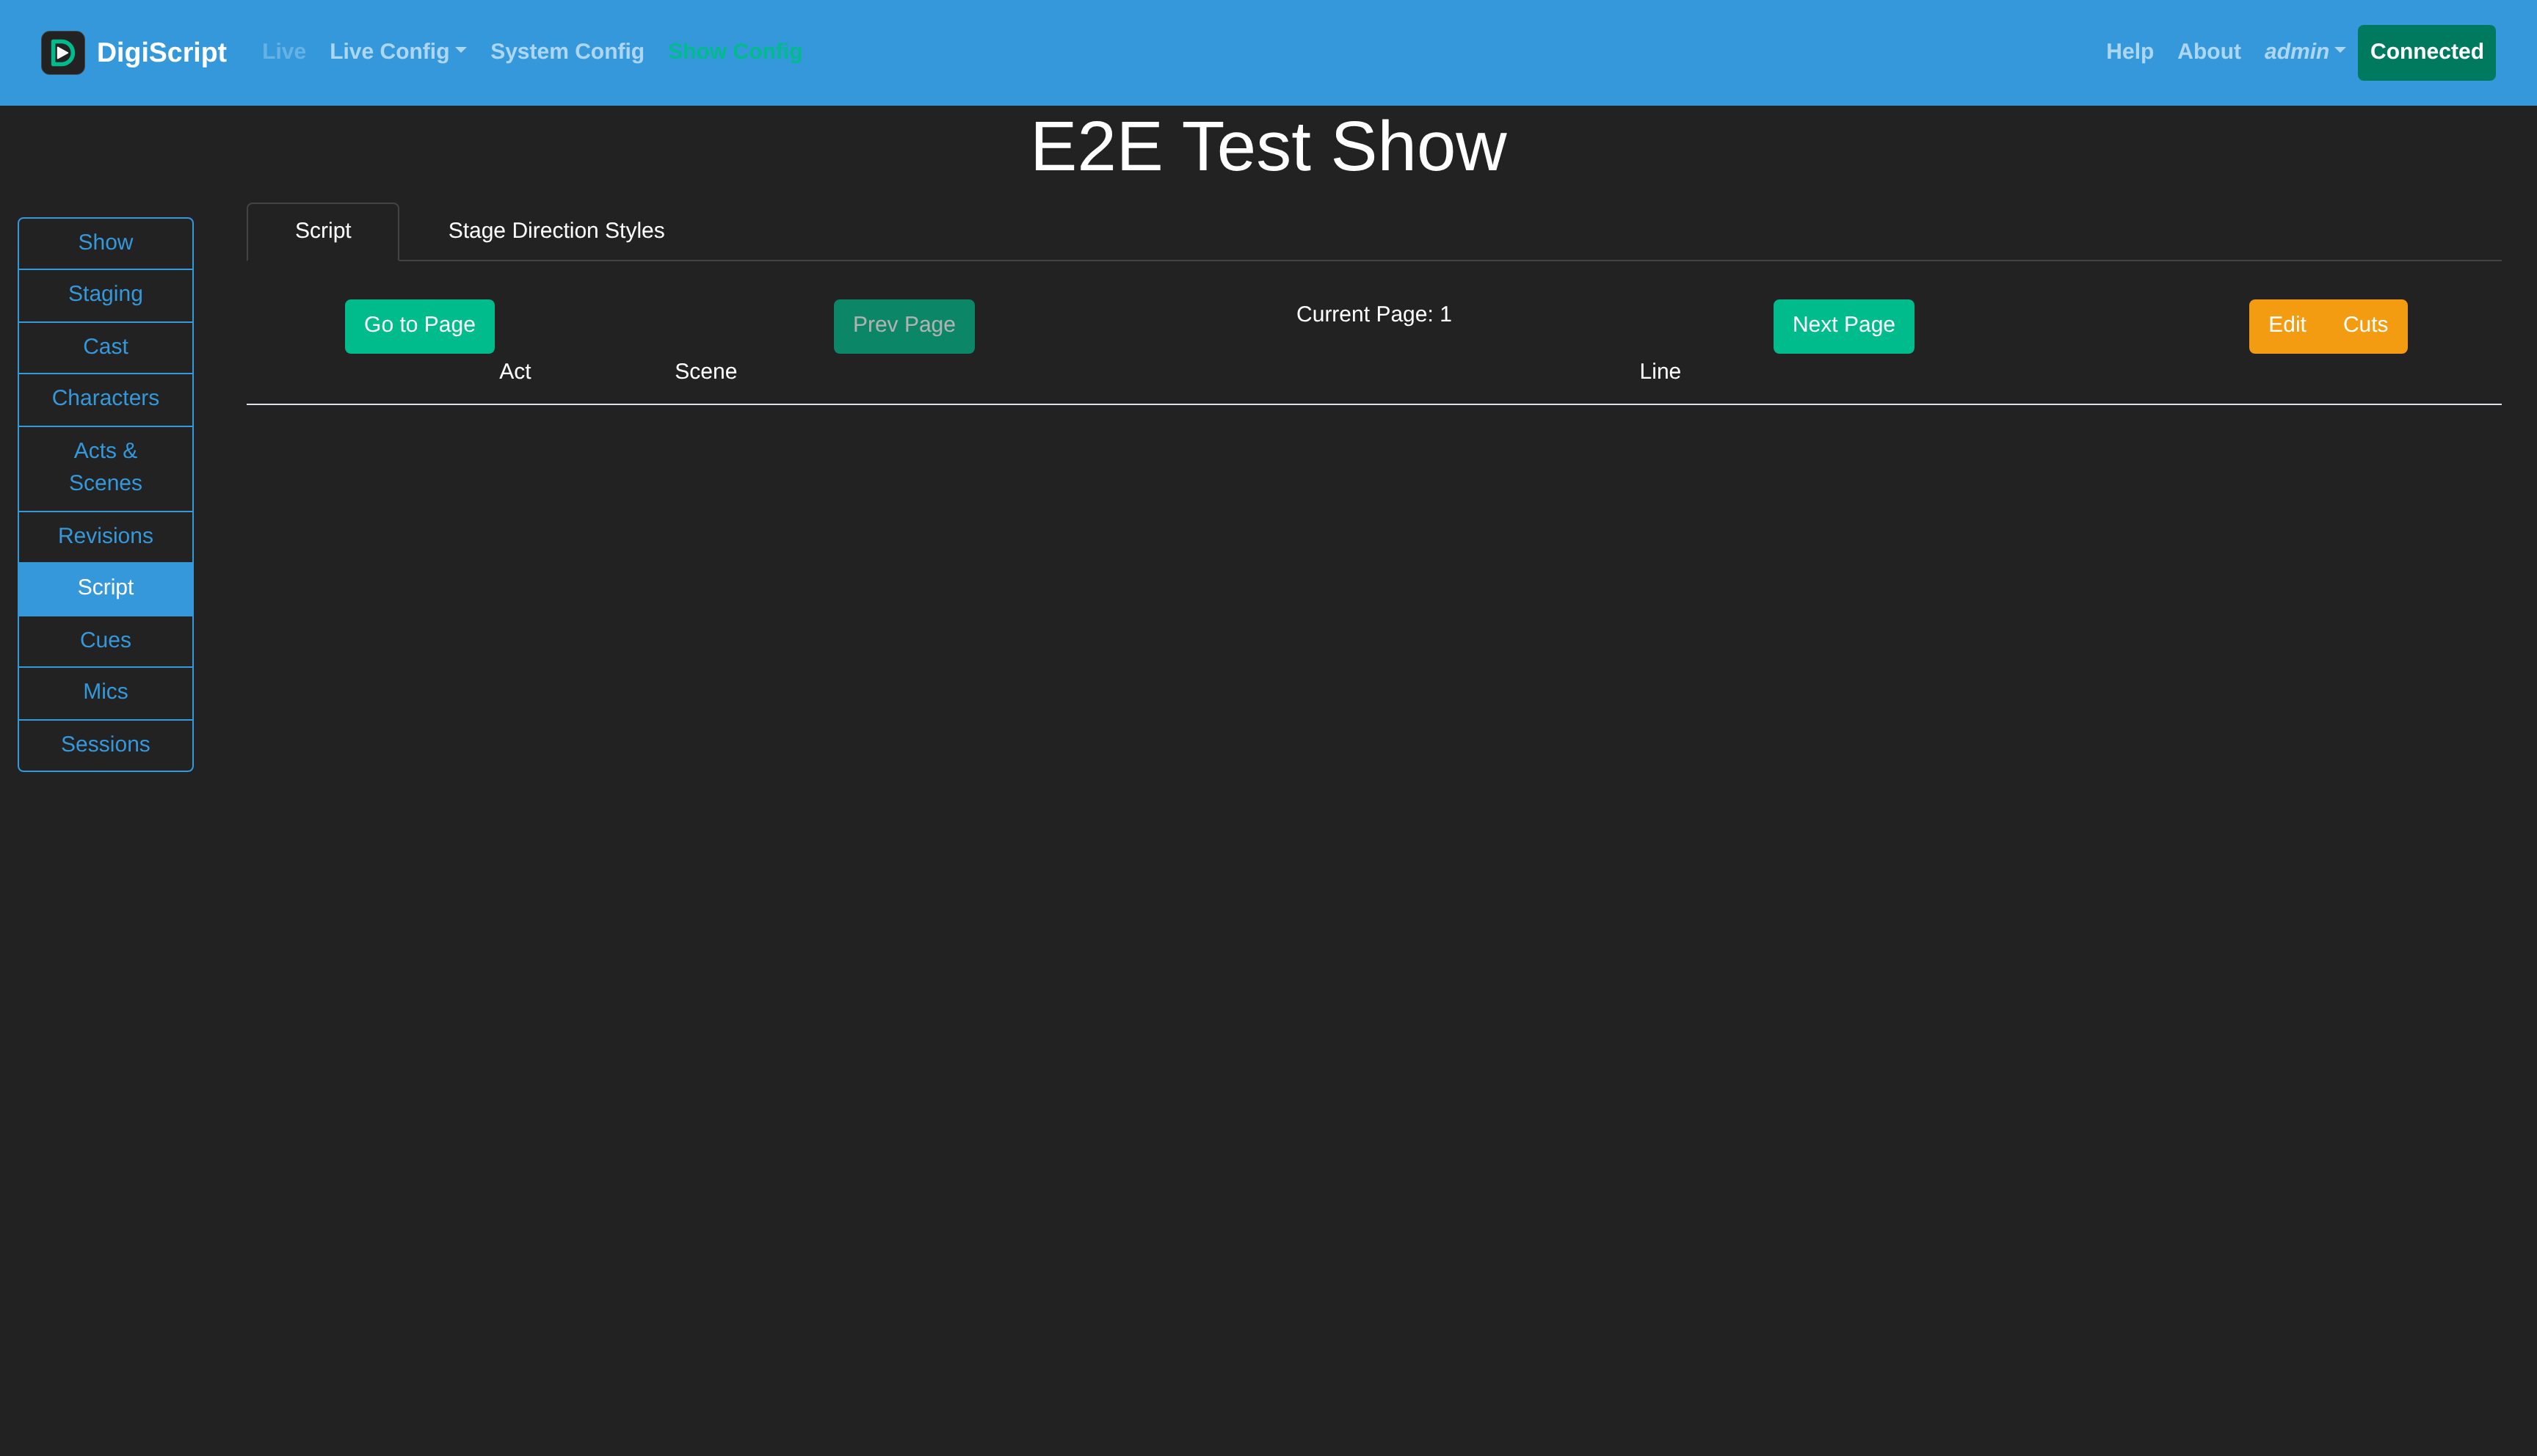 DigiScript Live Live Config System Config Show Config Help About admin Connected
E2E Test Show
Script Stage Direction Styles
Go to Page Prev Page Current Page: 1 Next Page Edit Cuts
Act Scene Line
Show
Staging
Cast
Characters
Acts &
Scenes
Revisions
Script
Cues
Mics
Sessions